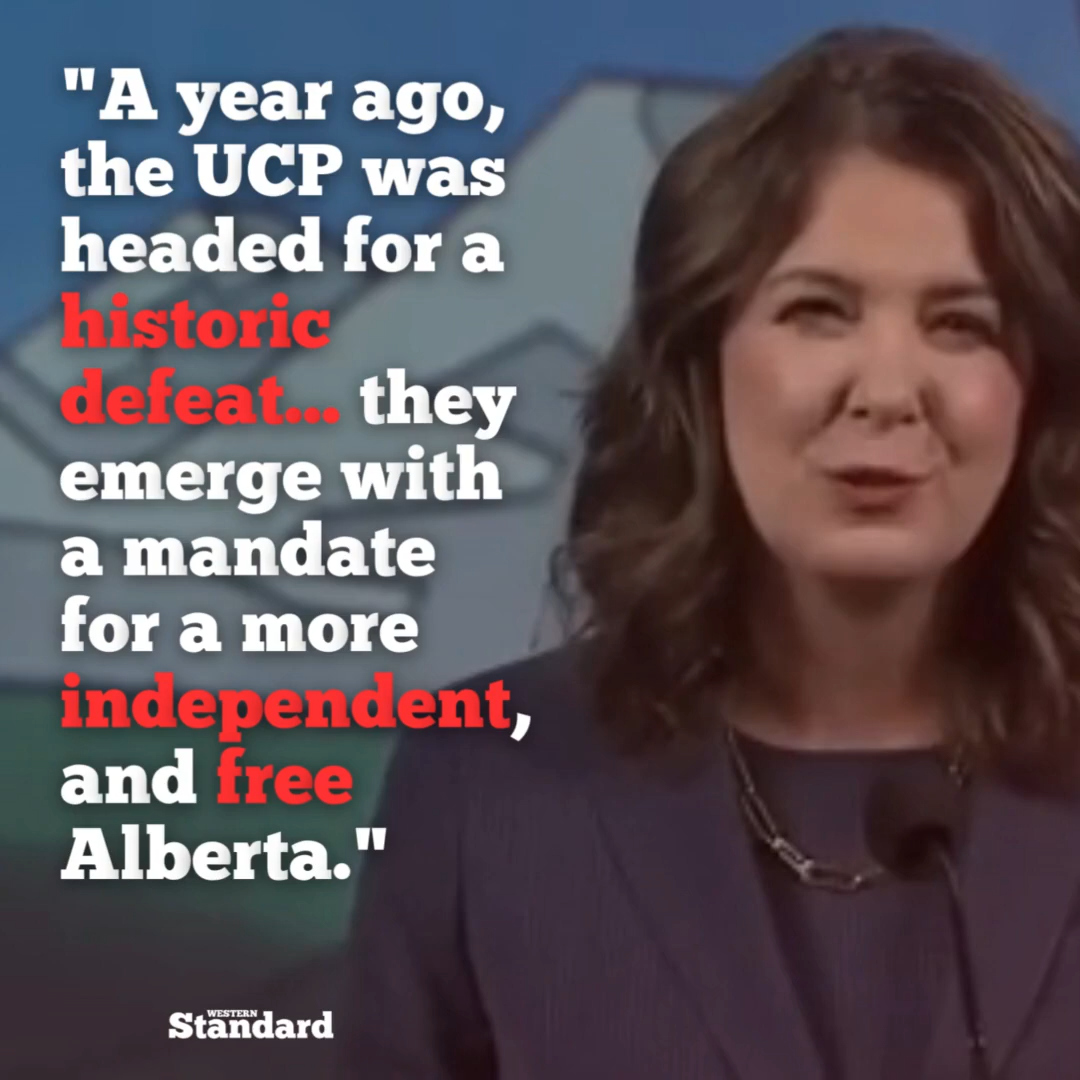 "A year ago,
the UCP was
headed for a
historic
defeat... they
emerge with
a mandate
for a more
independent,
and free
Alberta."
WESTERN
Standard